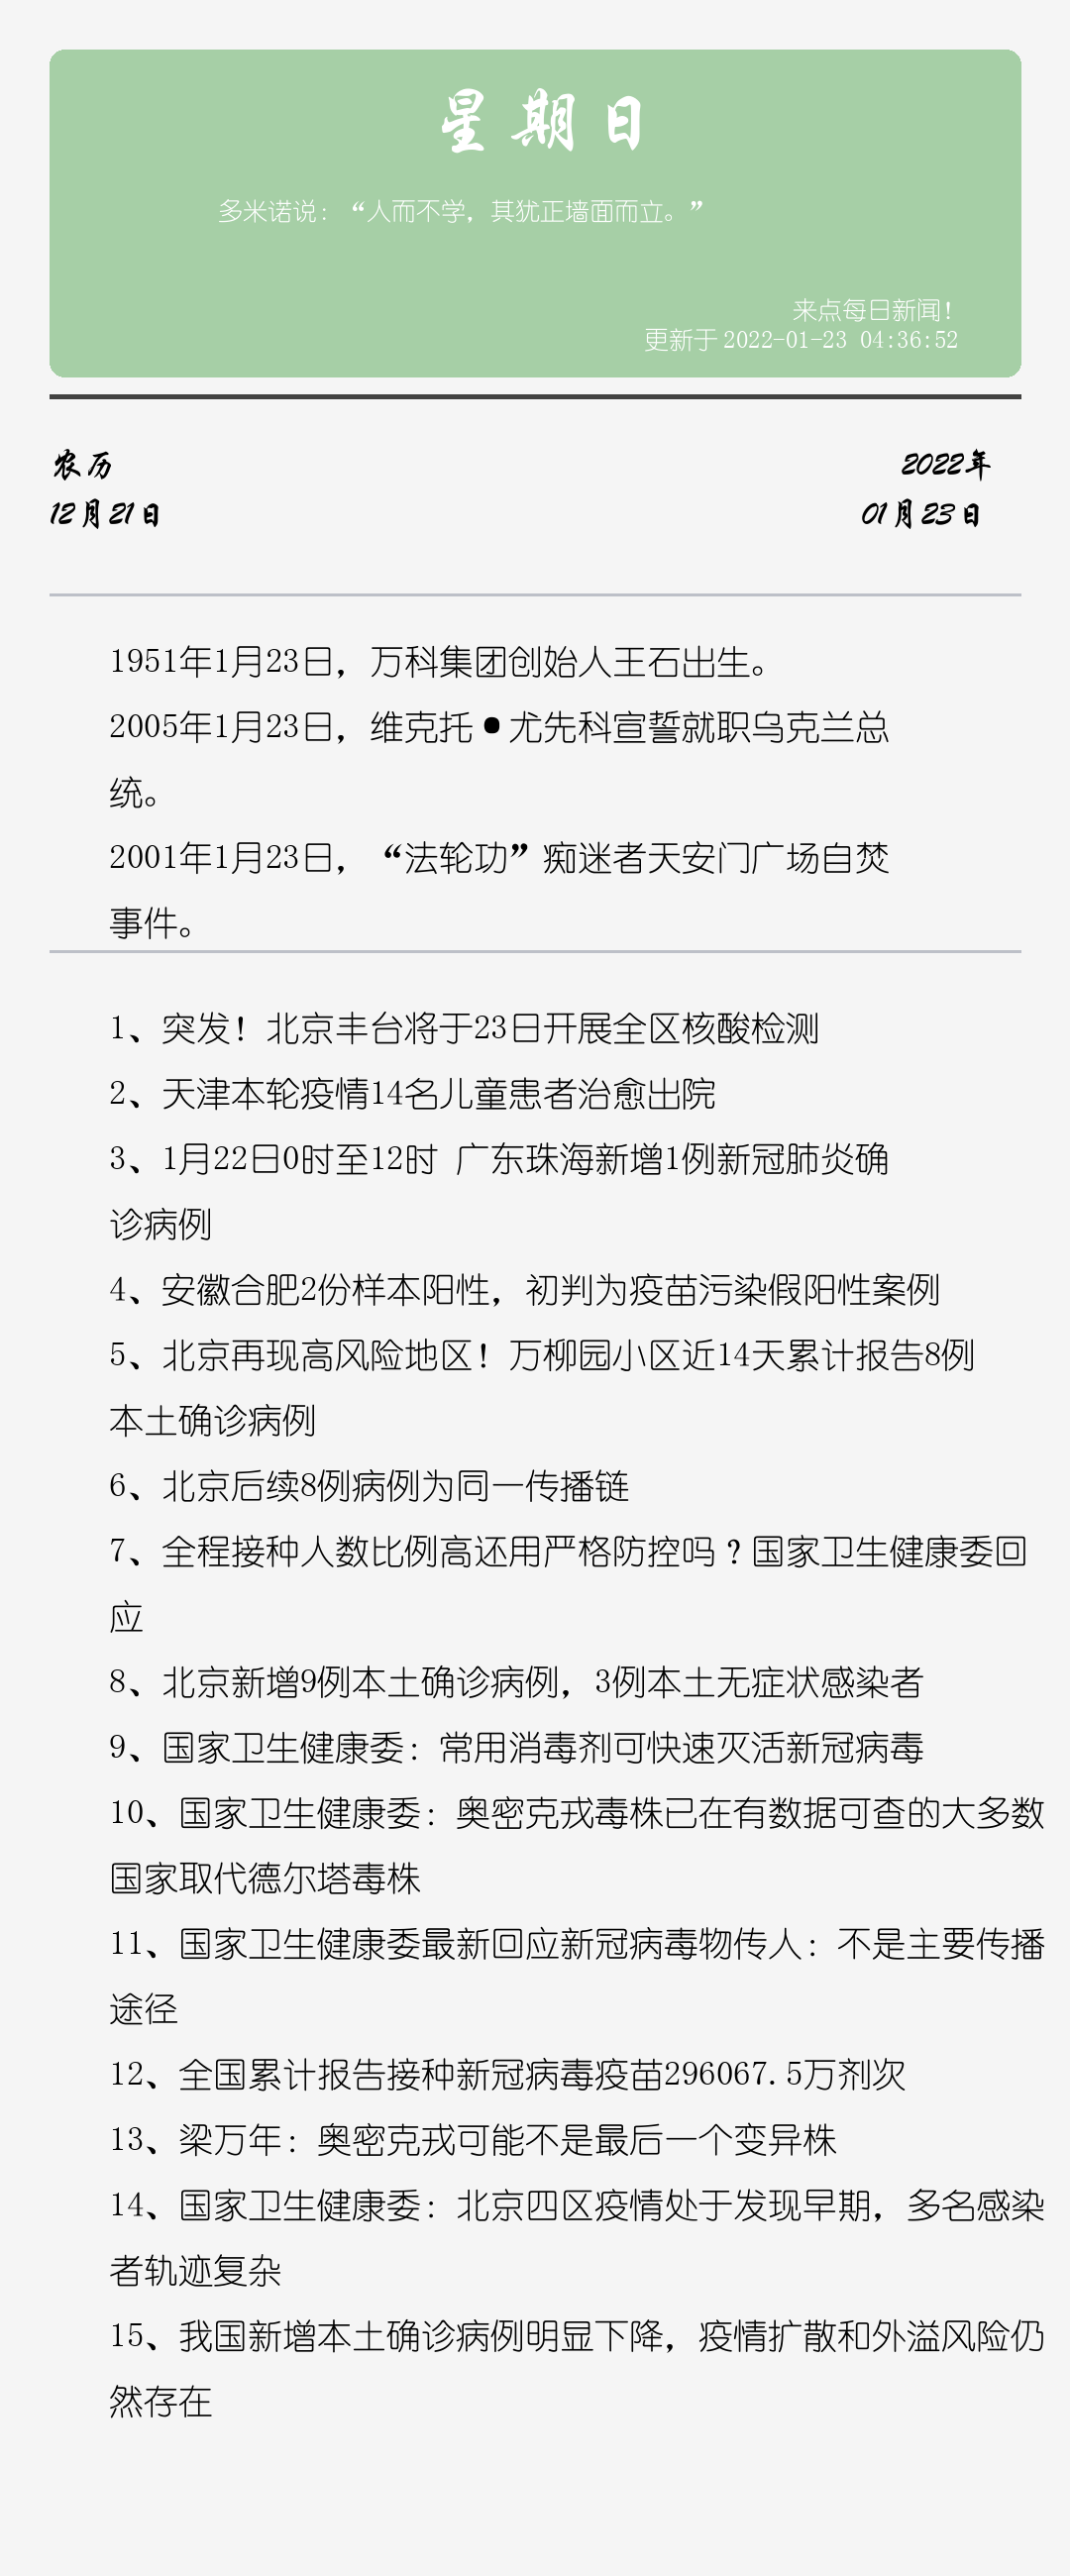 星期日
多米诺说：“人而不学，其犹正墙面而立。”
来点每日新闻！
更新于2022-01-23 04:36:52
农历
2022年
12月21日
01月23日
1951年1月23日，万科集团创始人王石出生。
2005年1月23日，维克托•尤先科宣誓就职乌克兰总
统。
2001年1月23日，“法轮功”痴迷者天安门广场自焚
事件。
1、突发！北京丰台将于23日开展全区核酸检测
2、天津本轮疫情14名儿童患者治愈出院
3、1月22日0时至12时 广东珠海新增1例新冠肺炎确
诊病例
4、安徽合肥2份样本阳性，初判为疫苗污染假阳性案例
5、北京再现高风险地区！万柳园小区近14天累计报告8例
本土确诊病例
6、北京后续8例病例为同一传播链
7、全程接种人数比例高还用严格防控吗？国家卫生健康委回
应
8、北京新增9例本土确诊病例，3例本土无症状感染者
9、国家卫生健康委：常用消毒剂可快速灭活新冠病毒
10、国家卫生健康委：奥密克戎毒株已在有数据可查的大多数
国家取代德尔塔毒株
11、国家卫生健康委最新回应新冠病毒物传人：不是主要传播
途径
12、全国累计报告接种新冠病毒疫苗296067.5万剂次
13、梁万年：奥密克戎可能不是最后一个变异株
14、国家卫生健康委：北京四区疫情处于发现早期，多名感染
者轨迹复杂
15、我国新增本土确诊病例明显下降，疫情扩散和外溢风险仍
然存在